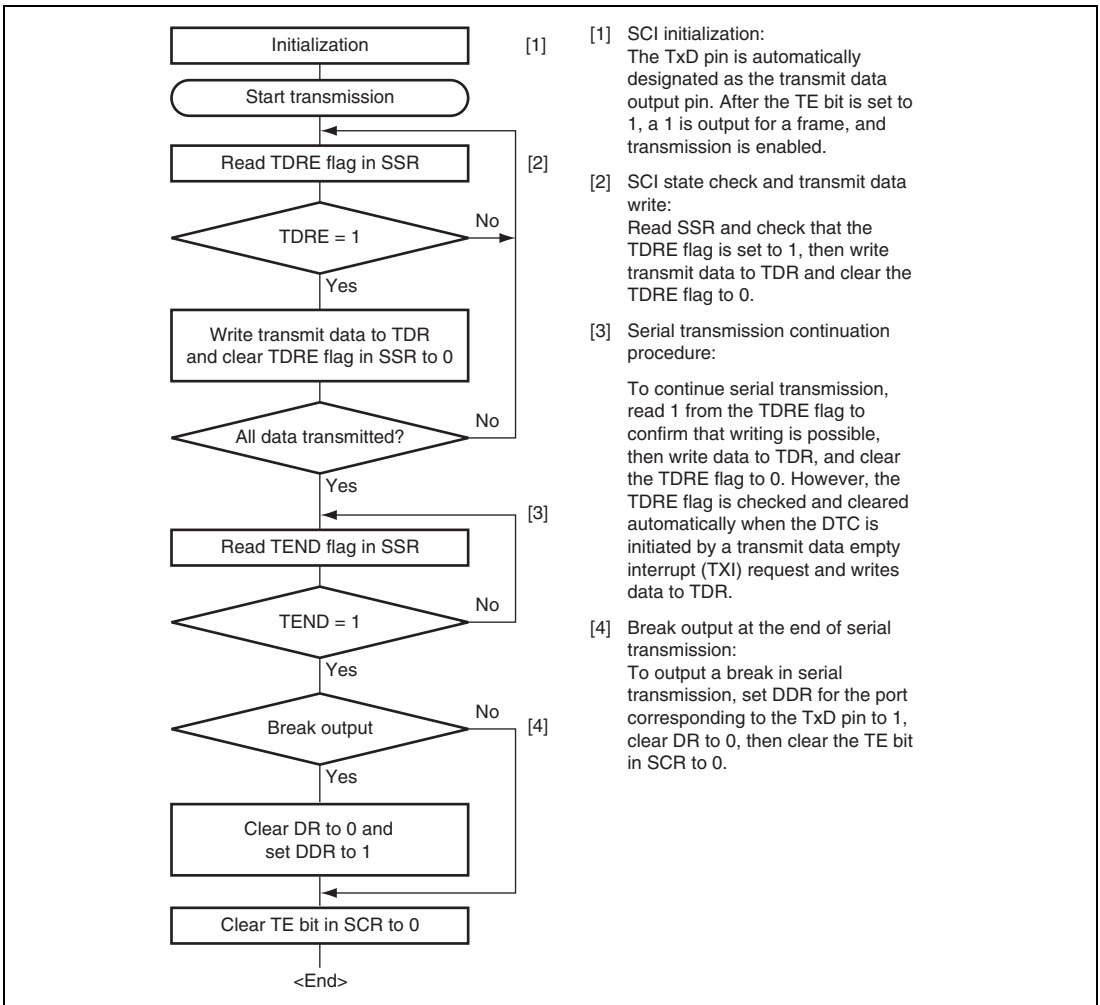 Initialization
[1]
Start transmission
Read TDRE flag in SSR
[2]
TDRE = 1
No
Yes
Write transmit data to TDR
and clear TDRE flag in SSR to 0
All data transmitted?
No
Yes
[3]
Read TEND flag in SSR
TEND = 1
No
Yes
Break output
No
[4]
Yes
Clear DR to 0 and
set DDR to 1
Clear TE bit in SCR to 0
<End>
[1] SCI initialization:
The TxD pin is automatically
designated as the transmit data
output pin. After the TE bit is set to
1, a 1 is output for a frame, and
transmission is enabled.
[2] SCI state check and transmit data
write:
Read SSR and check that the
TDRE flag is set to 1, then write
transmit data to TDR and clear the
TDRE flag to 0.
[3] Serial transmission continuation
procedure:
To continue serial transmission,
read 1 from the TDRE flag to
confirm that writing is possible,
then write data to TDR, and clear
the TDRE flag to 0. However, the
TDRE flag is checked and cleared
automatically when the DTC is
initiated by a transmit data empty
interrupt (TXI) request and writes
data to TDR.
[4] Break output at the end of serial
transmission:
To output a break in serial
transmission, set DDR for the port
corresponding to the TxD pin to 1,
clear DR to 0, then clear the TE bit
in SCR to 0.